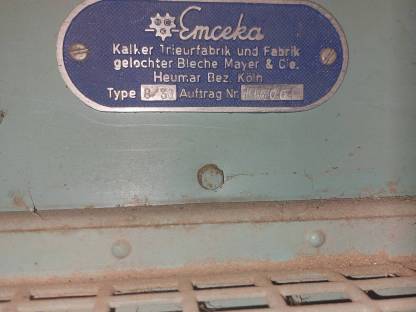 Emceka
Kalker Trieurfabrik und Fabrik
gelochter Bleche Mayer & Cie.
Heumar Bez. Köln
Type Auftrag Nr.